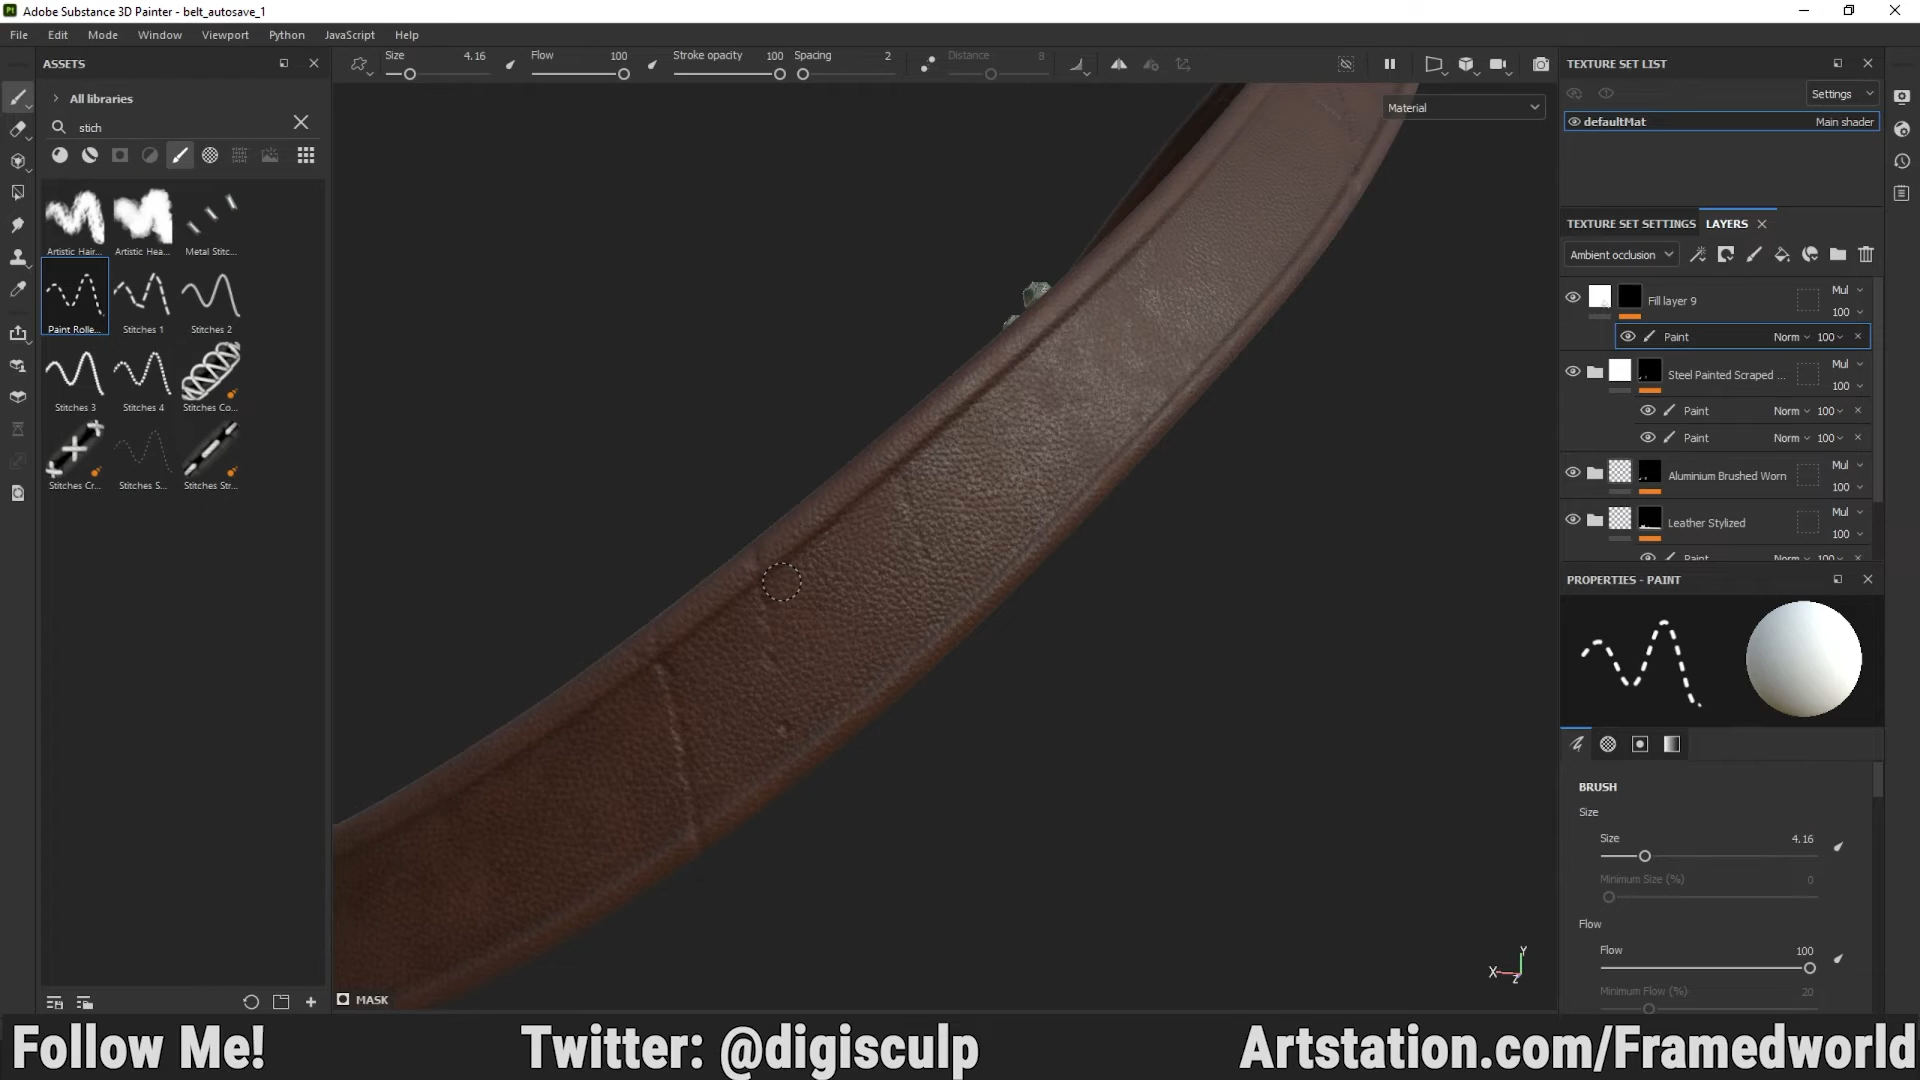 Adobe Substance 3D Painter - belt_autosave_1
File Edit Mode Window Viewport Python JavaScript Help
ASSETS
All libraries
stich
Artistic Hair... Artistic Hea... Metal Stitc...
Paint Rolle... Stitches 1 Stitches 2
Stitches 3 Stitches 4 Stitches Co...
Stitches Cr... Stitches S... Stitches Str...
Size 4.16 Flow 100 Stroke opacity 100 Spacing 2 Distance 8
Material
Y
X
Z
MASK
TEXTURE SET LIST
Settings
defaultMat Main shader
TEXTURE SET SETTINGS LAYERS
Ambient occlusion
Fill layer 9 Mul
100
Paint Norm 100
Steel Painted Scraped ... Mul
100
Paint Norm 100
Paint Norm 100
Aluminium Brushed Worn Mul
100
Leather Stylized Mul
100
Paint Norm 100
PROPERTIES - PAINT
BRUSH
Size
Size 4.16
Minimum Size (%) 0
Flow
Flow 100
Minimum Flow (%) 20
Follow Me! Twitter: @digisculp Artstation.com/Framedworld